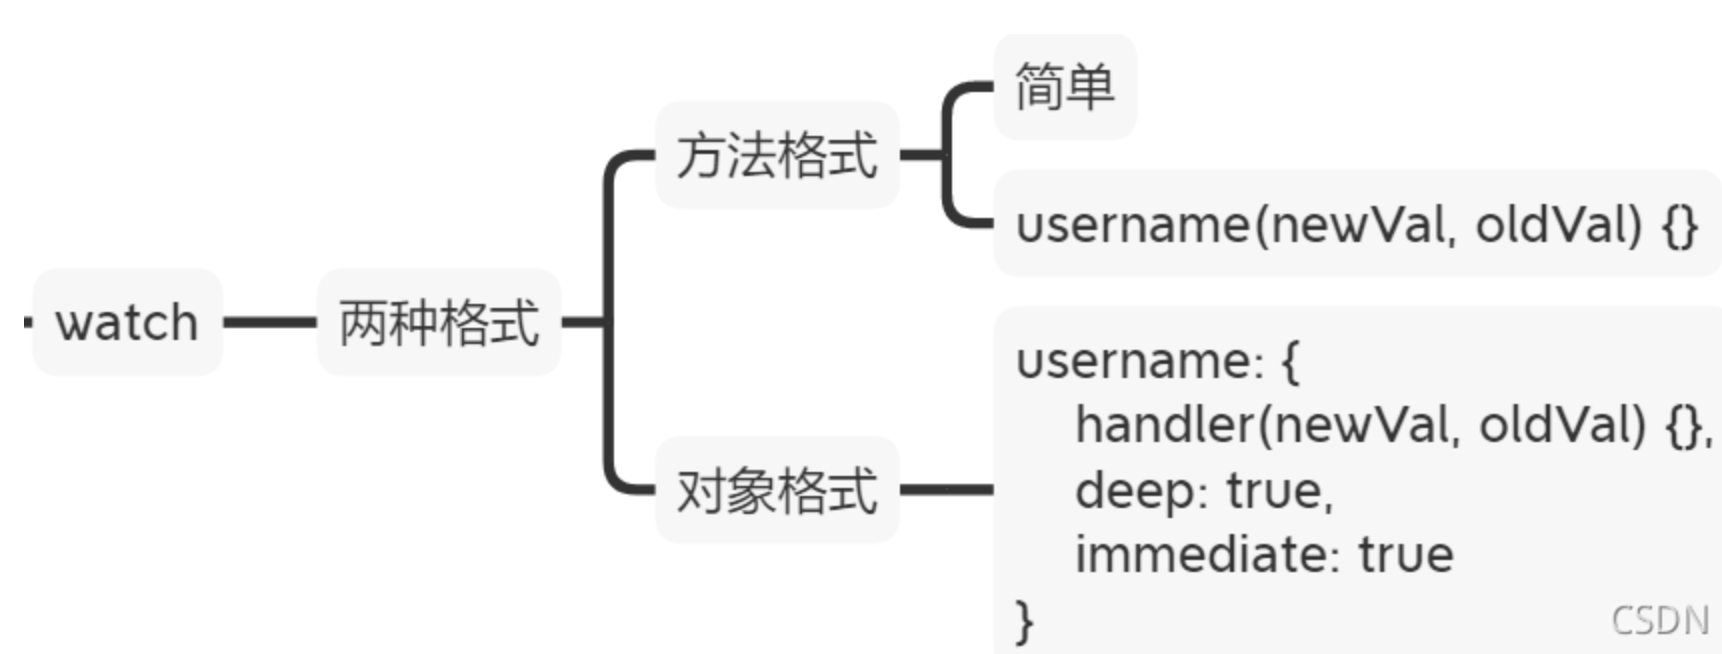 watch
两种格式
方法格式
简单
username(newVal, oldVal) {}
对象格式
username: {
handler(newVal, oldVal) {},
deep: true,
immediate: true
}
CSDN